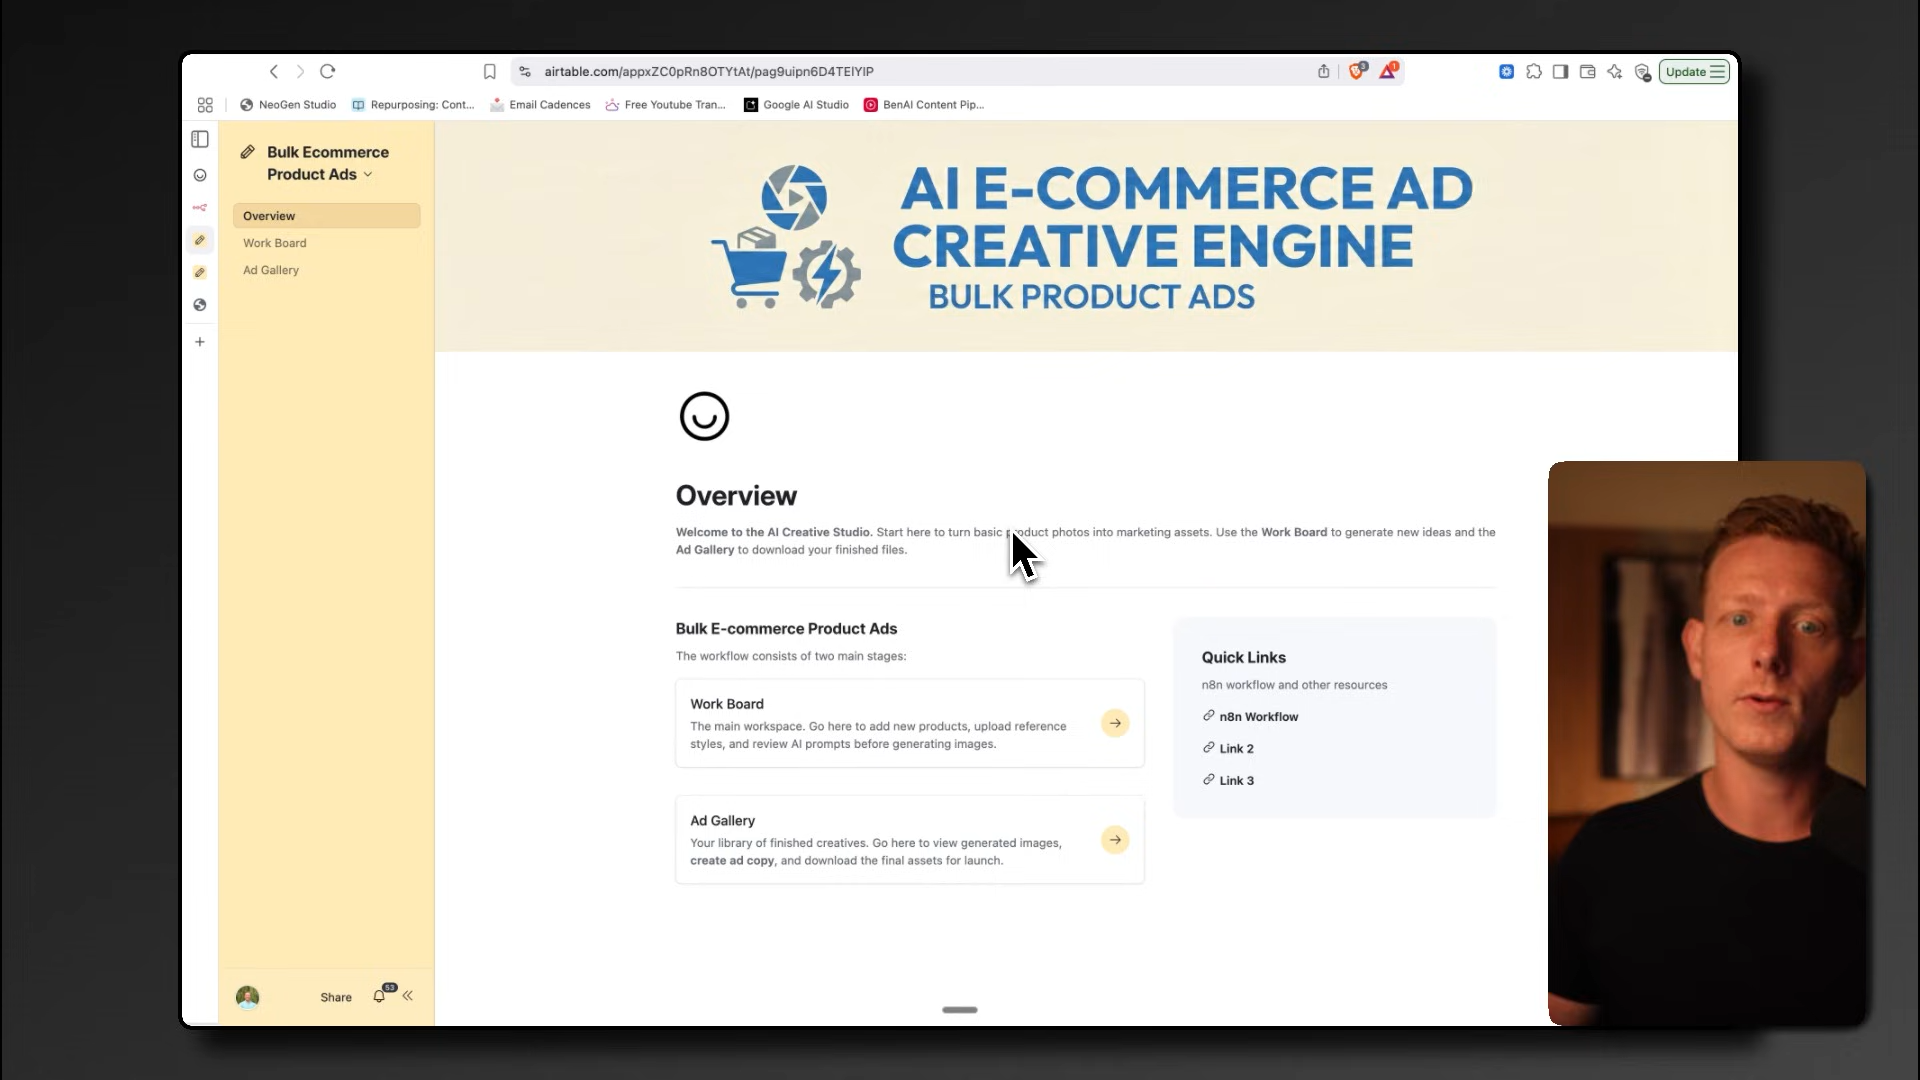 airtable.com/appxZC0pRn8OTYtAt/pag9uipn6D4TEIYIP
3
1
Update
NeoGen Studio
Repurposing: Cont...
Email Cadences
Free Youtube Tran...
Google AI Studio
BenAI Content Pip...
Bulk Ecommerce
Product Ads
Overview
Work Board
Ad Gallery
AI E-COMMERCE AD
CREATIVE ENGINE
BULK PRODUCT ADS
Overview
Welcome to the AI Creative Studio. Start here to turn basic product photos into marketing assets. Use the Work Board to generate new ideas and the
Ad Gallery to download your finished files.
Bulk E-commerce Product Ads
The workflow consists of two main stages:
Work Board
The main workspace. Go here to add new products, upload reference
styles, and review AI prompts before generating images.
Ad Gallery
Your library of finished creatives. Go here to view generated images,
create ad copy, and download the final assets for launch.
Quick Links
n8n workflow and other resources
n8n Workflow
Link 2
Link 3
Share
53